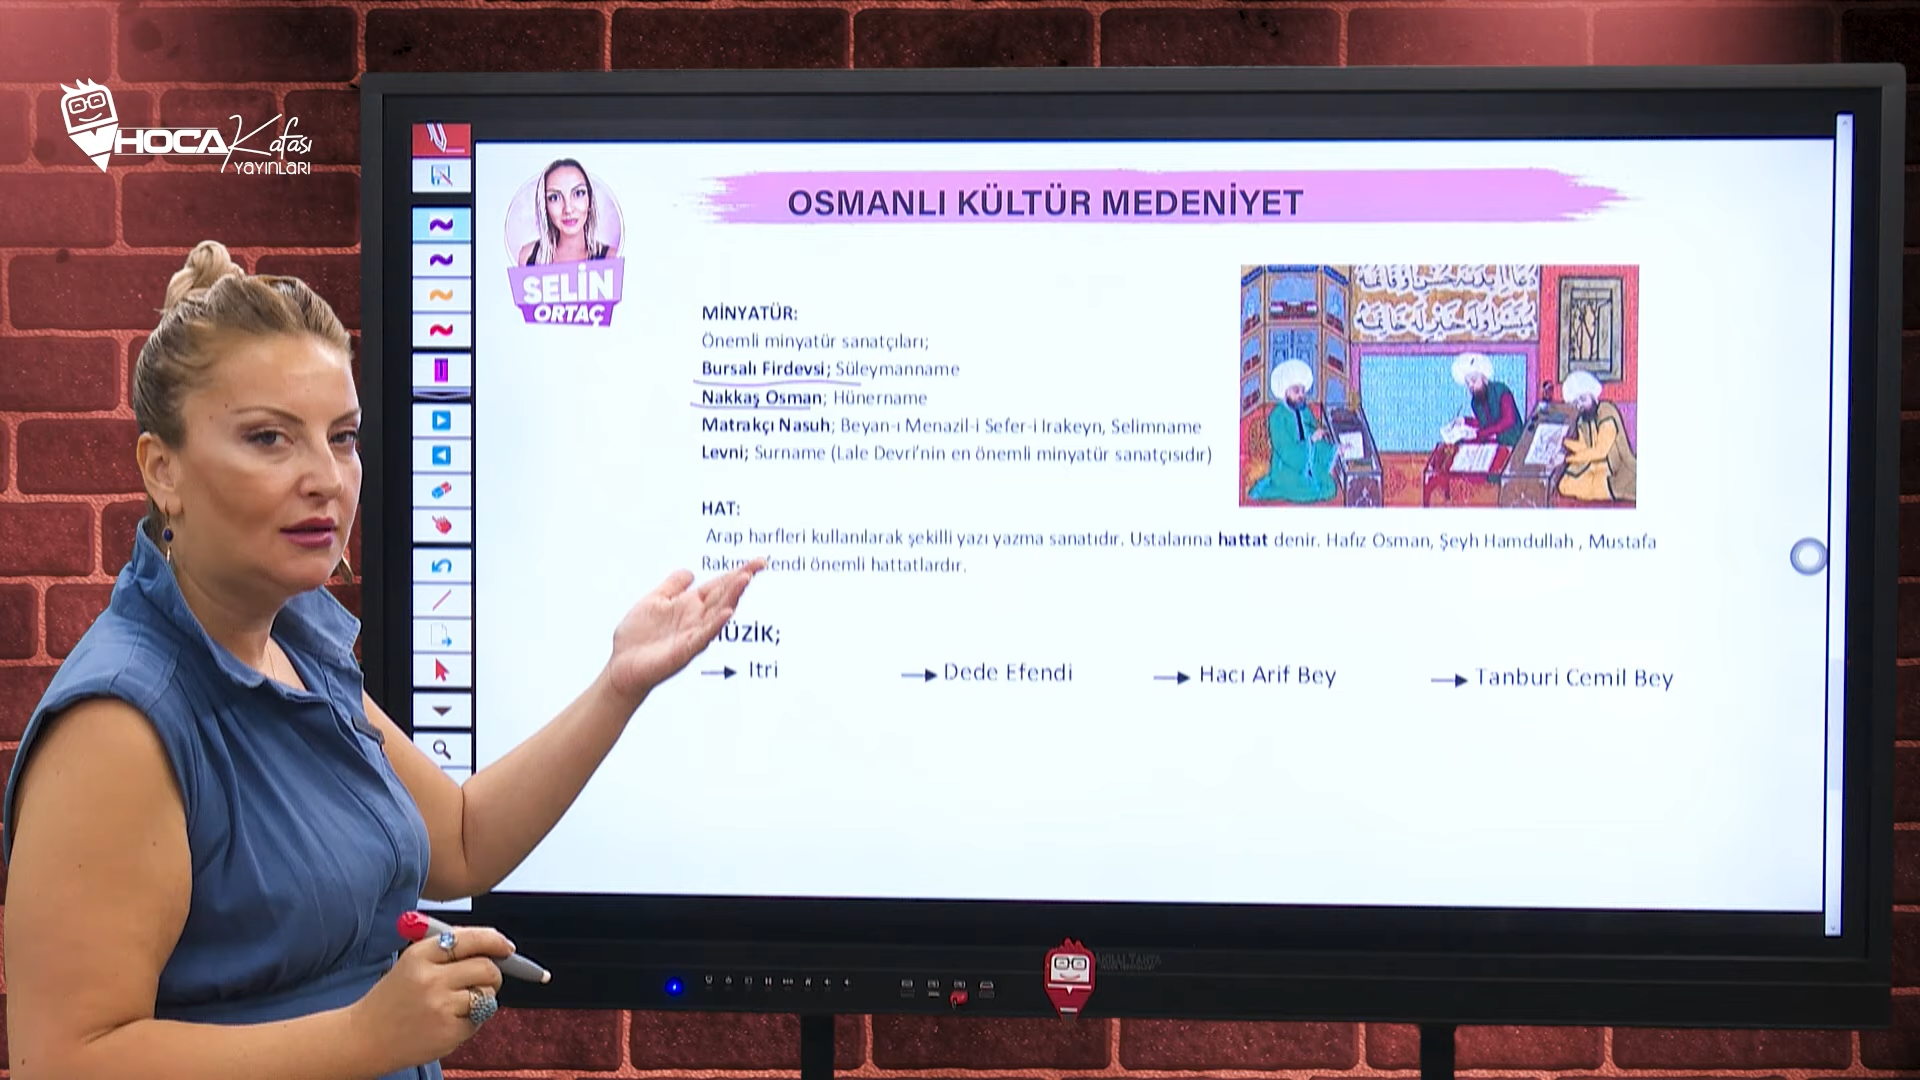 HOCA Kafası
YAYINLARI
SELİN
ORTAÇ
OSMANLI KÜLTÜR MEDENİYET
MİNYATÜR:
Önemli minyatür sanatçıları;
Bursalı Firdevsi; Süleymanname
Nakkaş Osman; Hünername
Matrakçı Nasuh; Beyan-ı Menazil-i Sefer-i Irakeyn, Selimname
Levni; Surname (Lale Devri'nin en önemli minyatür sanatçısıdır)
HAT:
Arap harfleri kullanılarak şekilli yazı yazma sanatıdır. Ustalarına hattat denir. Hafız Osman, Şeyh Hamdullah , Mustafa
önemli hattatlardır.
MÜZİK;
Itri
Dede Efendi
Hacı Arif Bey
Tanburi Cemil Bey